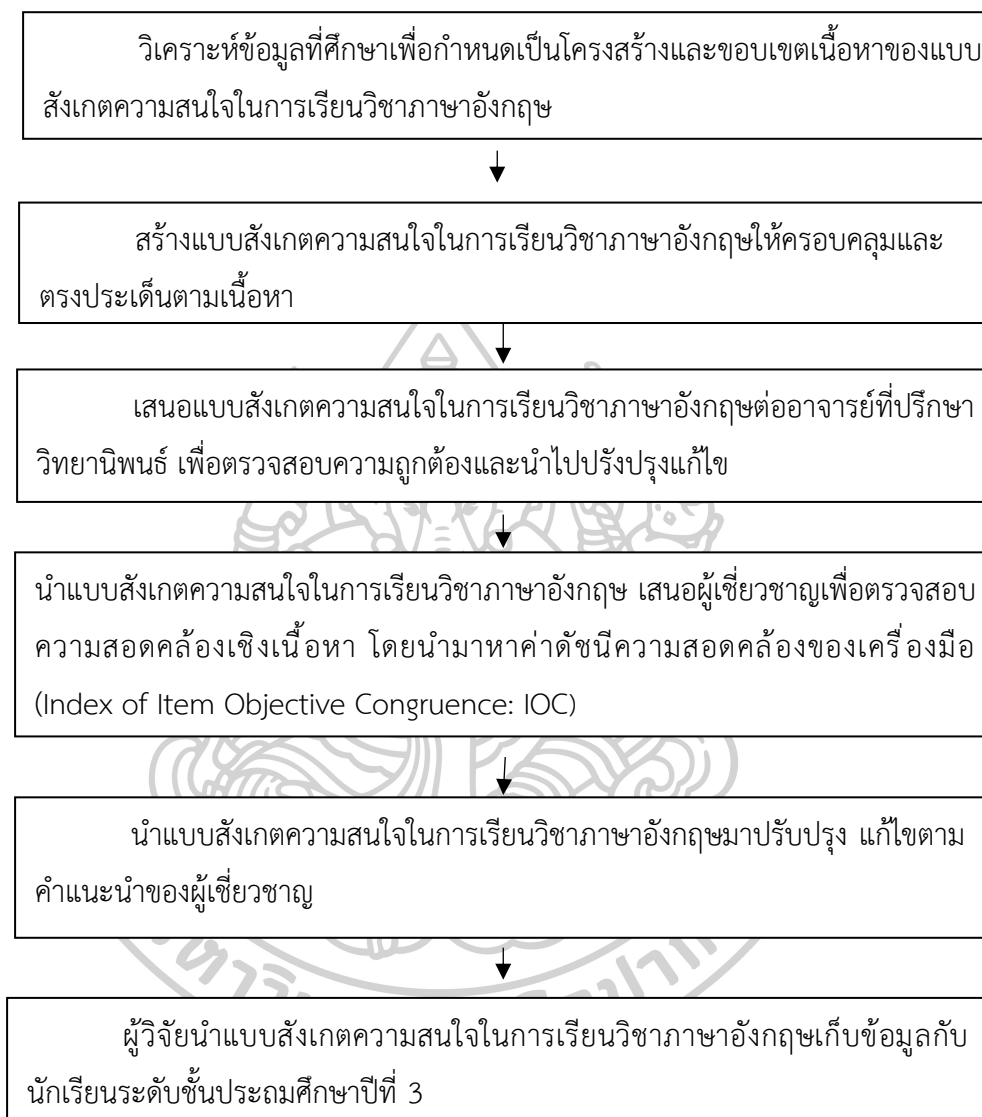 วิเคราะห์ข้อมูลที่ศึกษาเพื่อกำหนดเป็นโครงสร้างและขอบเขตเนื้อหาของแบบ
สังเกตความสนใจในการเรียนวิชาภาษาอังกฤษ
สร้างแบบสังเกตความสนใจในการเรียนวิชาภาษาอังกฤษให้ครอบคลุมและ
ตรงประเด็นตามเนื้อหา
เสนอแบบสังเกตความสนใจในการเรียนวิชาภาษาอังกฤษต่ออาจารย์ที่ปรึกษา
วิทยานิพนธ์ เพื่อตรวจสอบความถูกต้องและนำไปปรังปรุงแก้ไข
นำแบบสังเกตความสนใจในการเรียนวิชาภาษาอังกฤษ เสนอผู้เชี่ยวชาญเพื่อตรวจสอบ
ความสอดคล้องเชิงเนื้อหา โดยนำมาหาค่าดัชนีความสอดคล้องของเครื่องมือ
(Index of Item Objective Congruence: IOC)
นำแบบสังเกตความสนใจในการเรียนวิชาภาษาอังกฤษมาปรับปรุง แก้ไขตาม
คำแนะนำของผู้เชี่ยวชาญ
ผู้วิจัยนำแบบสังเกตความสนใจในการเรียนวิชาภาษาอังกฤษเก็บข้อมูลกับ
นักเรียนระดับชั้นประถมศึกษาปีที่ 3